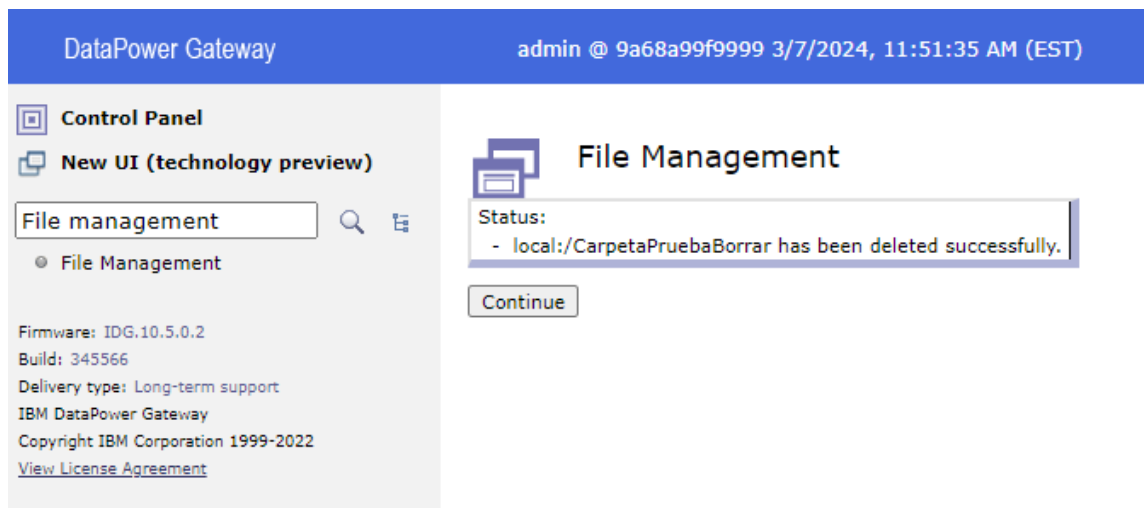 DataPower Gateway
admin @ 9a68a99f9999 3/7/2024, 11:51:35 AM (EST)
Control Panel
New UI (technology preview)
File management
File Management
Firmware: IDG.10.5.0.2
Build: 345566
Delivery type: Long-term support
IBM DataPower Gateway
Copyright IBM Corporation 1999-2022
View License Agreement
File Management
Status:
- local:/CarpetaPruebaBorrar has been deleted successfully.
Continue